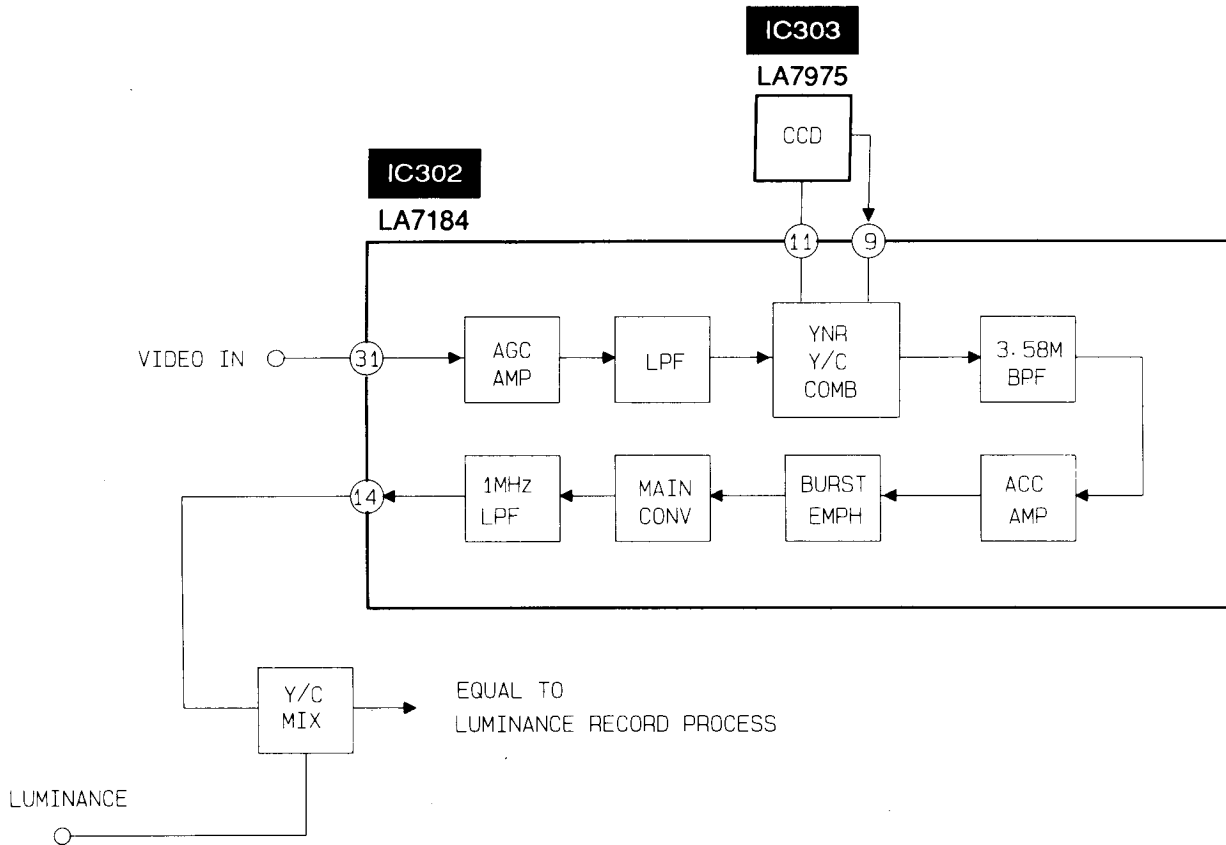 IC303
LA7975
CCD
IC302
LA7184
11
9
VIDEO IN
31
AGC
AMP
LPF
YNR
Y/C
COMB
3.58M
BPF
14
1MHz
LPF
MAIN
CONV
BURST
EMPH
ACC
AMP
Y/C
MIX
EQUAL TO
LUMINANCE RECORD PROCESS
LUMINANCE